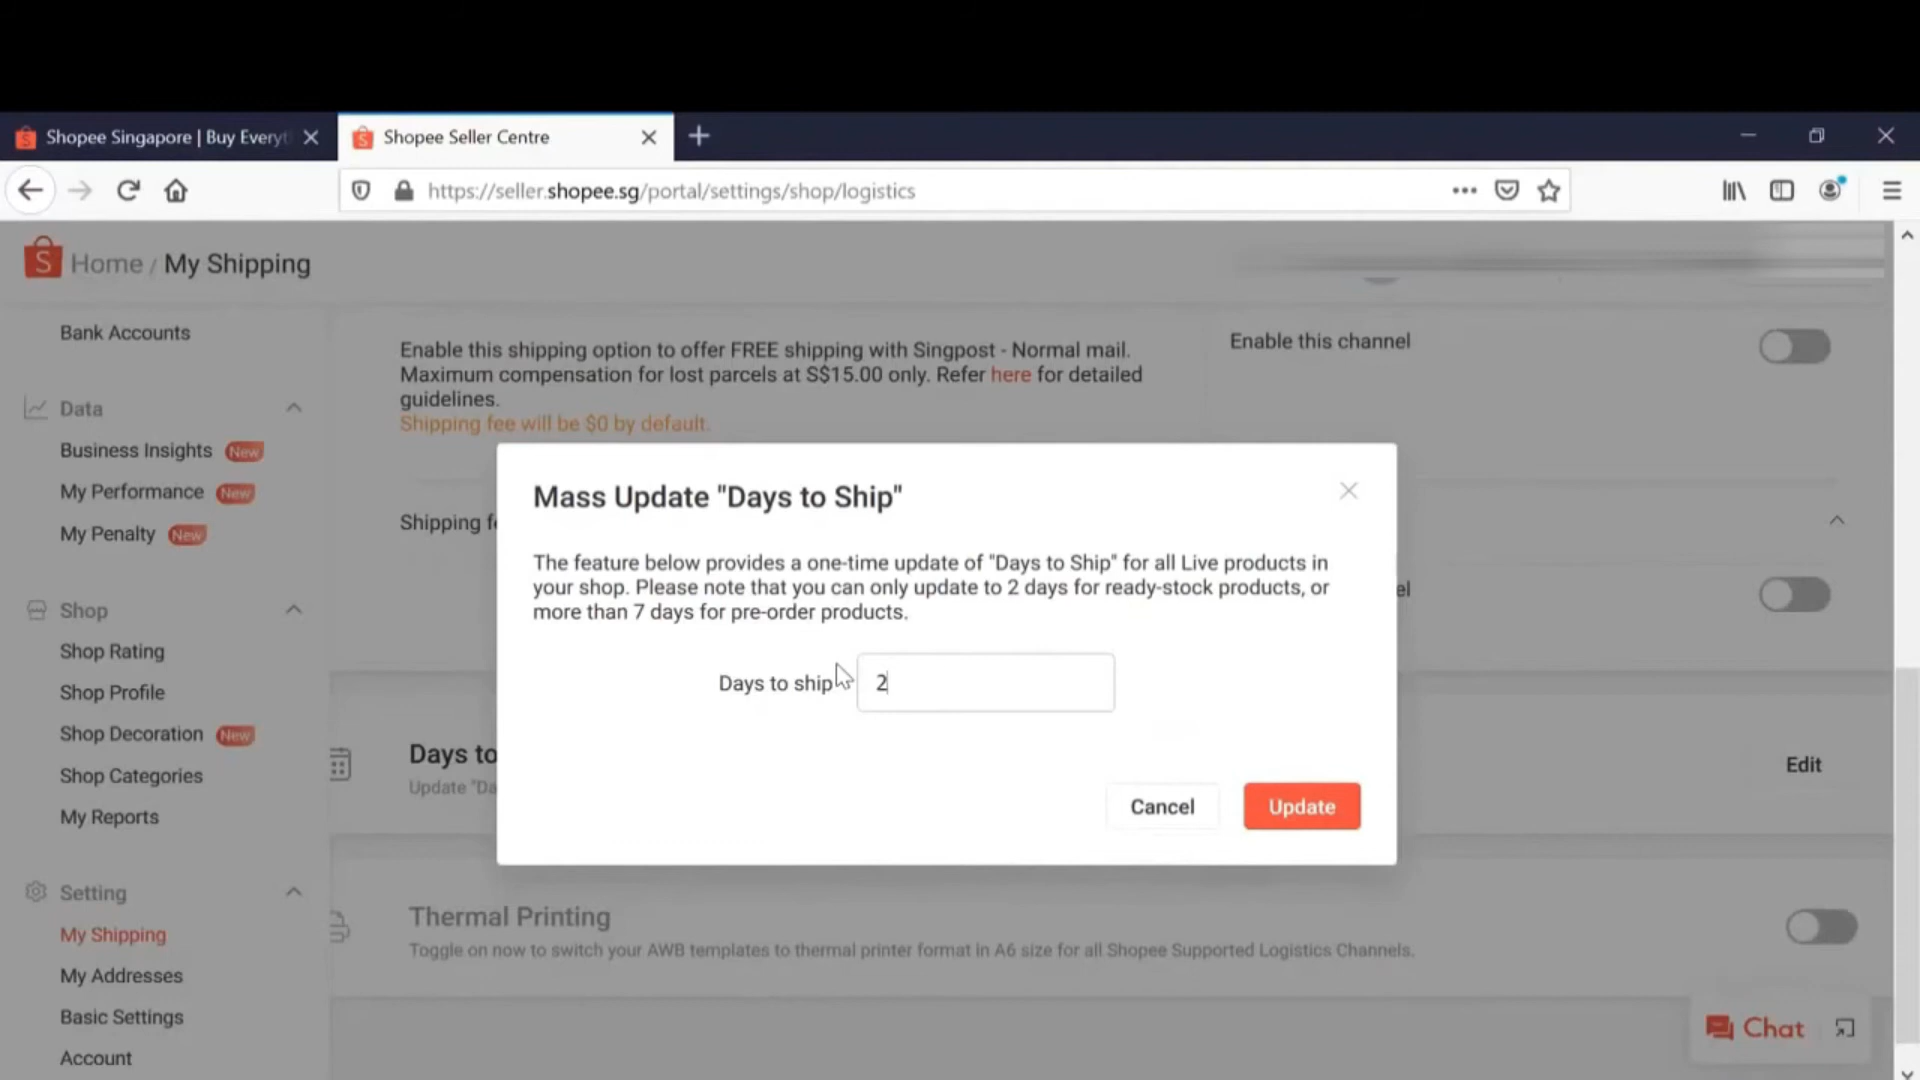 Shopee Singapore | Buy Everyt
Shopee Seller Centre
https://seller.shopee.sg/portal/settings/shop/logistics
Home / My Shipping
Bank Accounts
Data
Business Insights New
My Performance New
My Penalty New
Shop
Shop Rating
Shop Profile
Shop Decoration New
Shop Categories
My Reports
Setting
My Shipping
My Addresses
Basic Settings
Account
Enable this shipping option to offer FREE shipping with Singpost - Normal mail.
Maximum compensation for lost parcels at S$15.00 only. Refer here for detailed
guidelines.
Shipping fee will be $0 by default.
Enable this channel
Shipping f
el
Mass Update "Days to Ship"
The feature below provides a one-time update of "Days to Ship" for all Live products in
your shop. Please note that you can only update to 2 days for ready-stock products, or
more than 7 days for pre-order products.
Days to ship 2
Cancel Update
Days to
Update "Da
Edit
Thermal Printing
Toggle on now to switch your AWB templates to thermal printer format in A6 size for all Shopee Supported Logistics Channels.
Chat